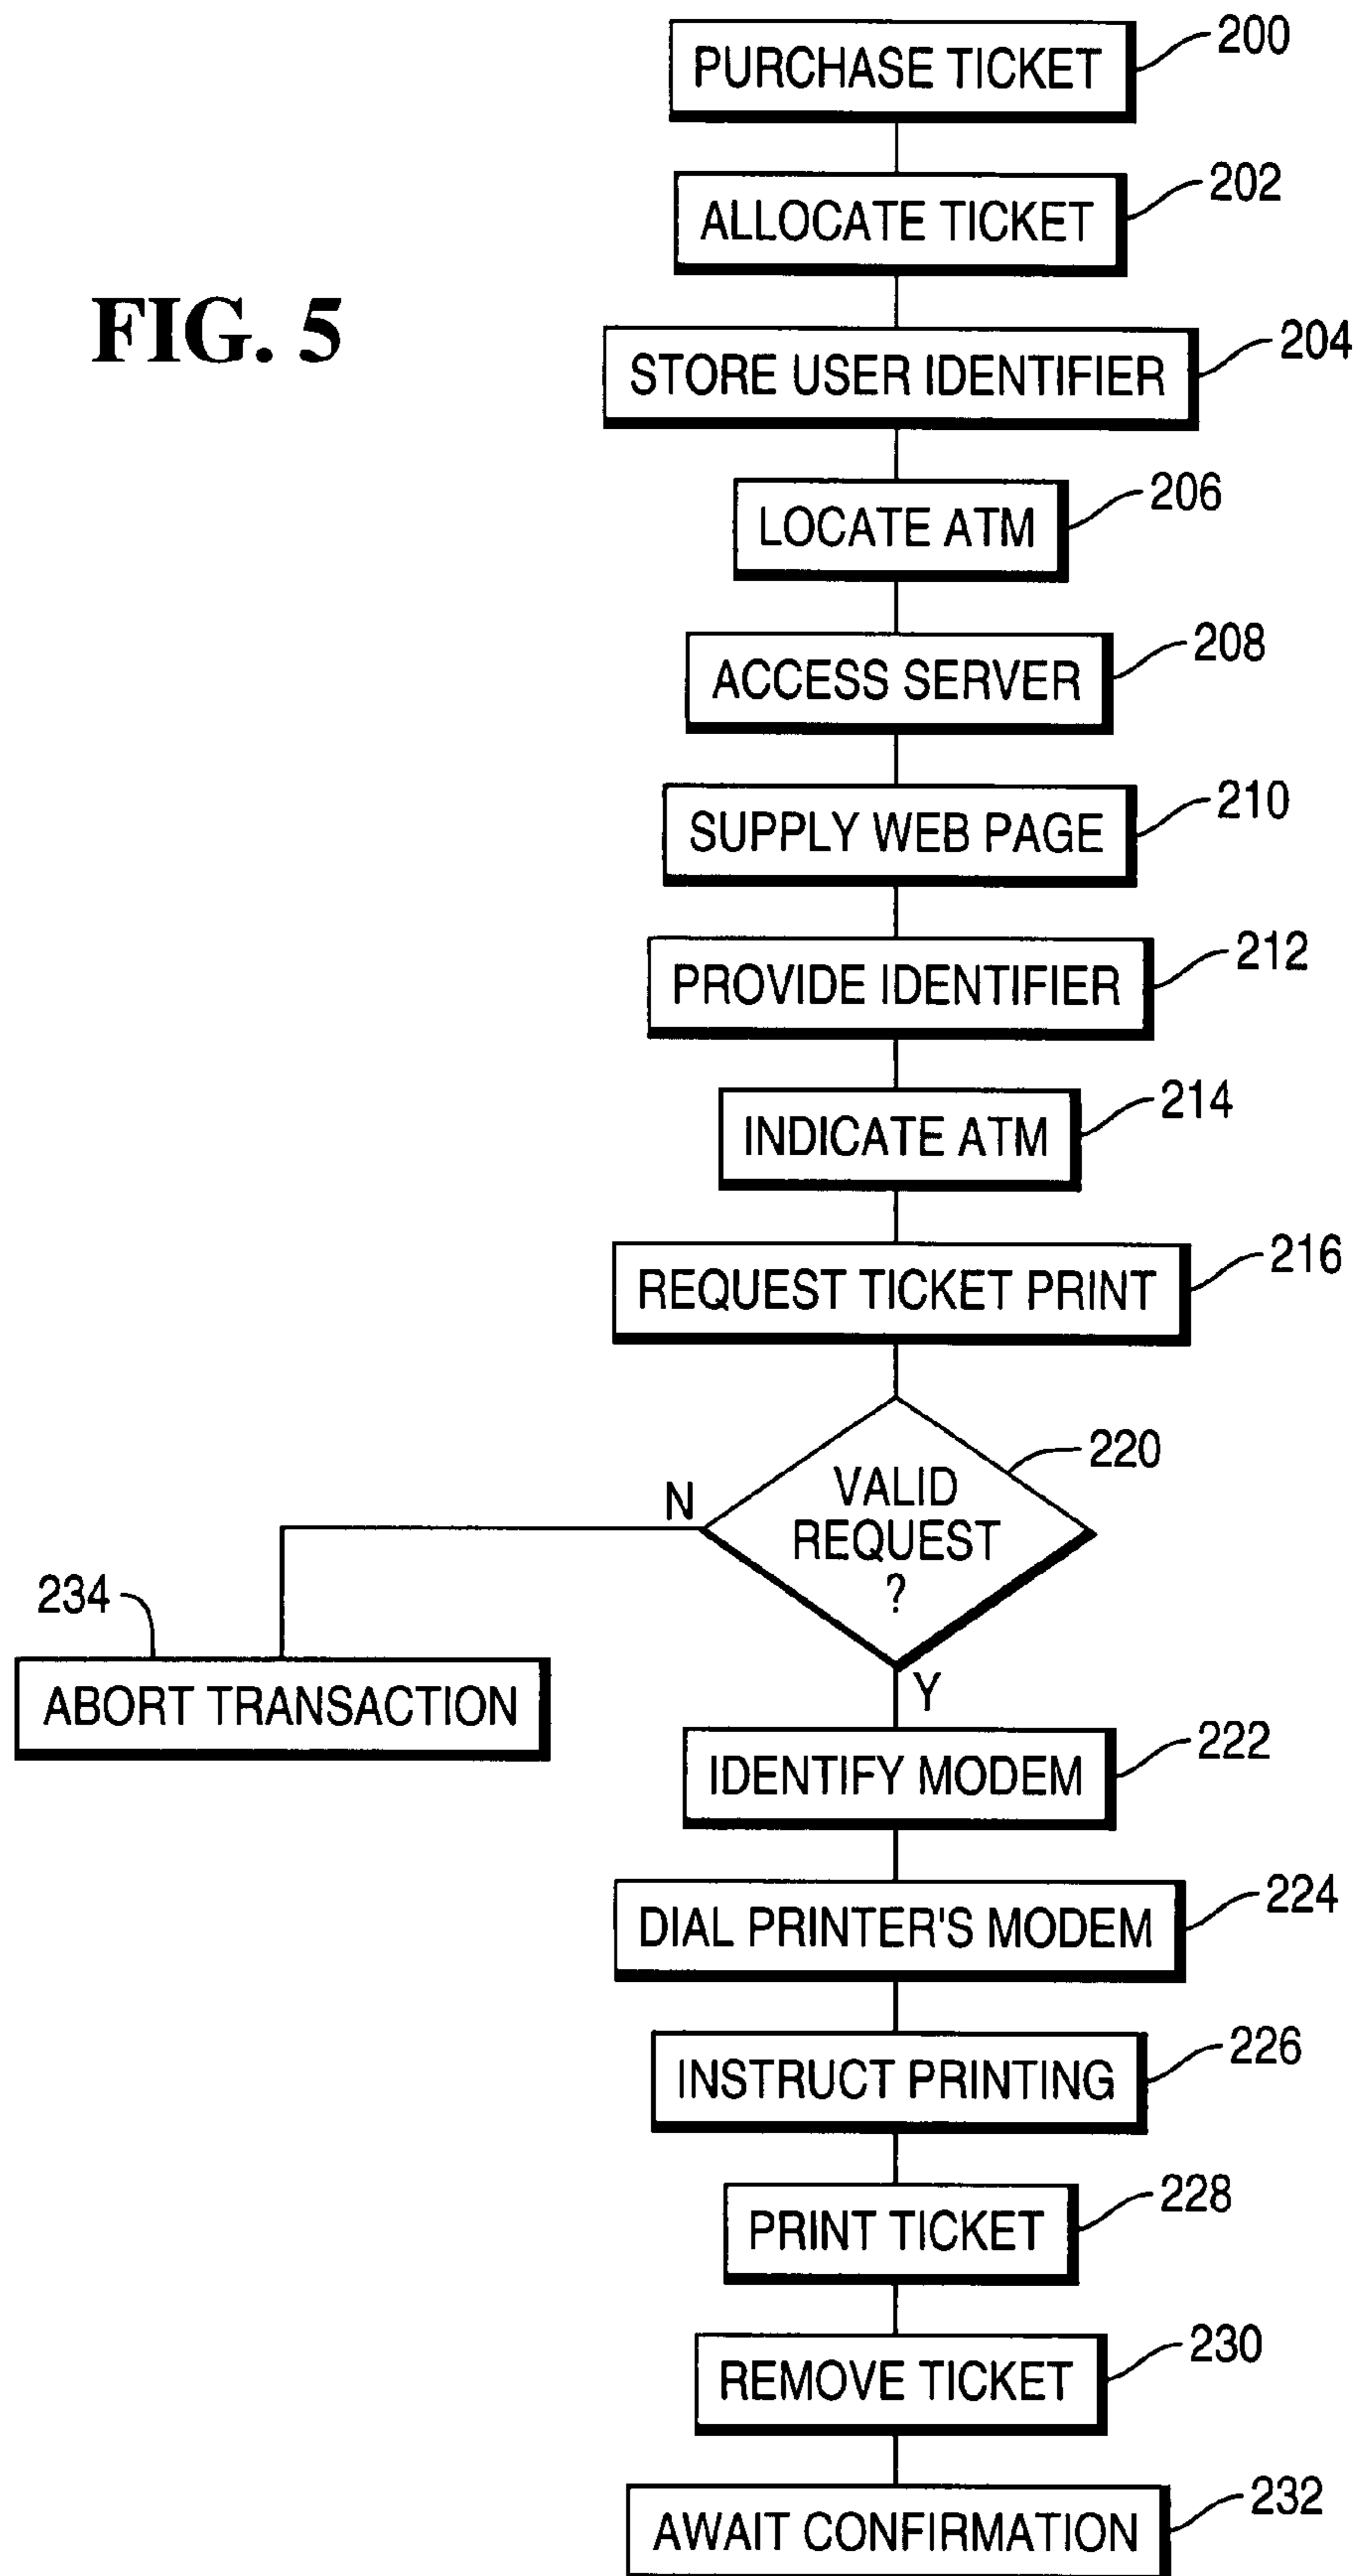 PURCHASE TICKET
200
ALLOCATE TICKET
202
FIG. 5
STORE USER IDENTIFIER
204
LOCATE ATM
206
ACCESS SERVER
208
SUPPLY WEB PAGE
210
PROVIDE IDENTIFIER
212
INDICATE ATM
214
REQUEST TICKET PRINT
216
VALID
REQUEST
?
220
N
234
ABORT TRANSACTION
Y
IDENTIFY MODEM
222
DIAL PRINTER'S MODEM
224
INSTRUCT PRINTING
226
PRINT TICKET
228
REMOVE TICKET
230
AWAIT CONFIRMATION
232